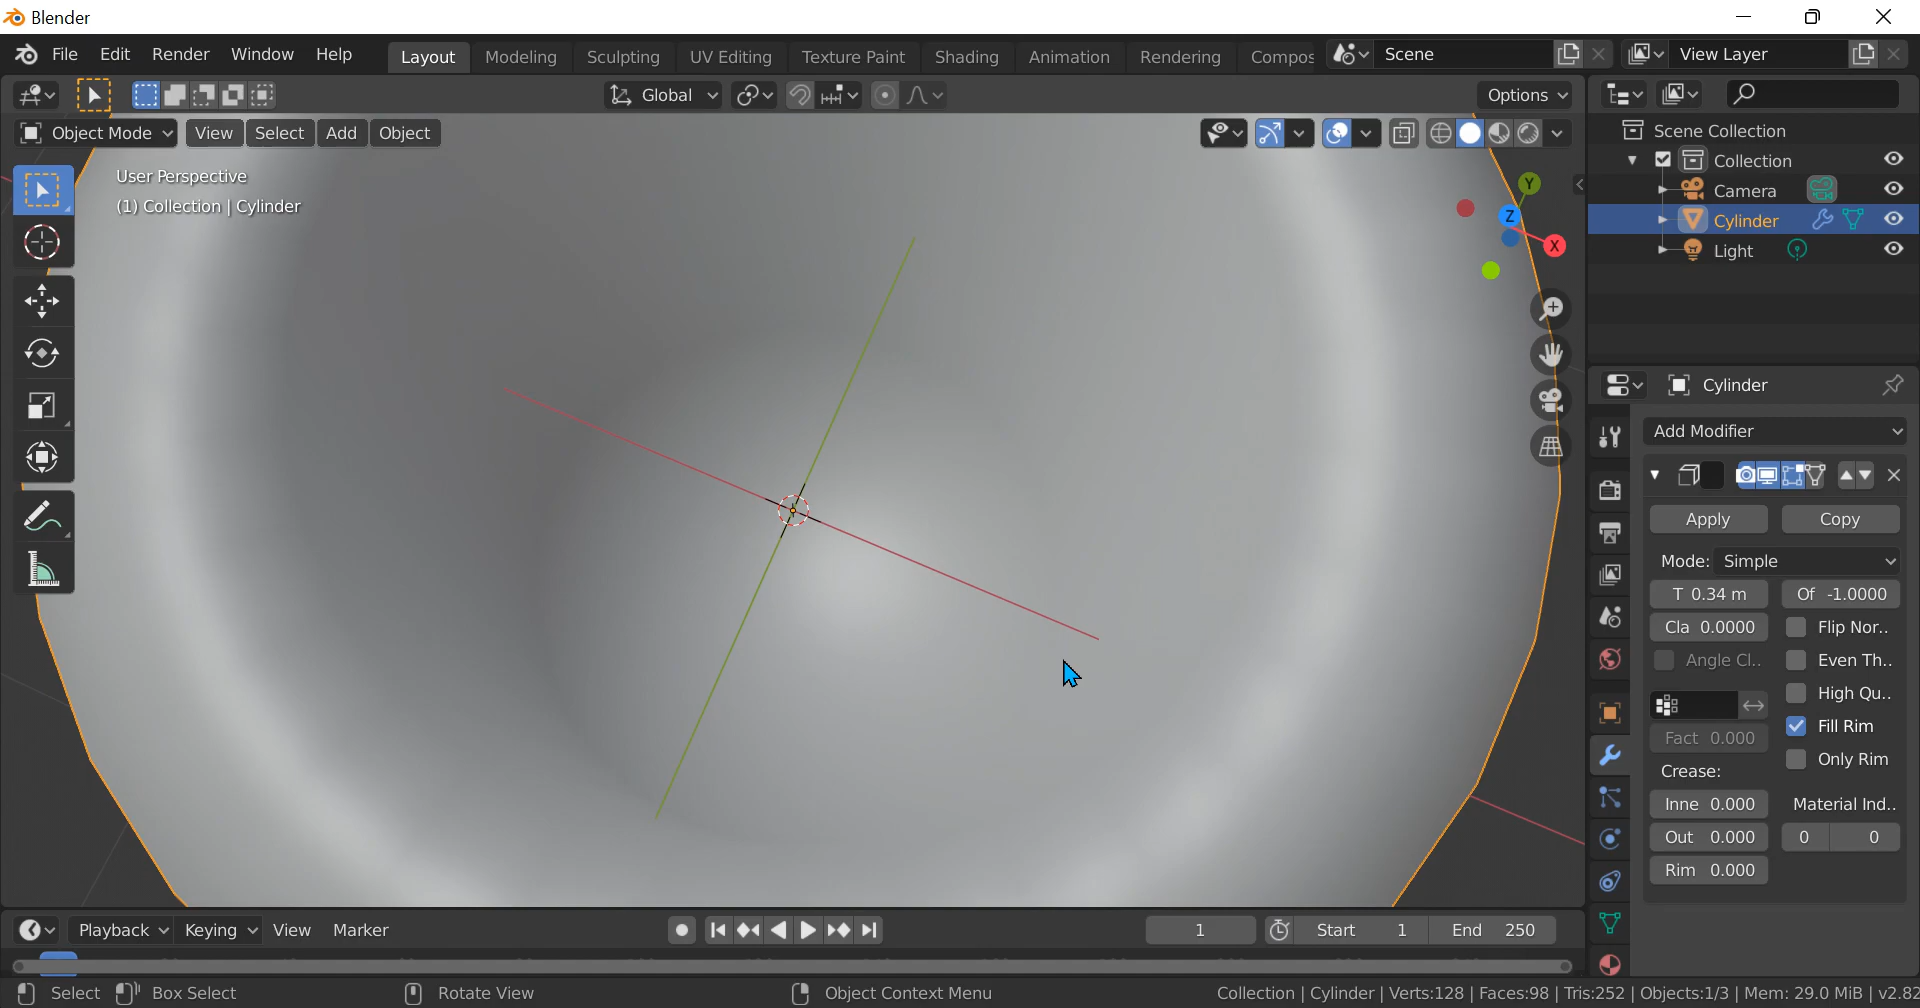 Blender
File Edit Render Window Help Layout Modeling Sculpting UV Editing Texture Paint Shading Animation Rendering Compos Scene View Layer
Global Options
Object Mode View Select Add Object
User Perspective
(1) Collection | Cylinder
Y
Z
X
Scene Collection
Collection
Camera
Cylinder
Light
Cylinder
Add Modifier
Apply Copy
Mode: Simple
T 0.34 m Of -1.0000
Cla 0.0000 Flip Nor..
Angle Cl.. Even Th..
High Qu..
Fill Rim
Fact 0.000
Only Rim
Crease:
Inne 0.000 Material Ind..
Out 0.000 0 0
Rim 0.000
Playback Keying View Marker 1 Start 1 End 250
Select Box Select Rotate View Object Context Menu Collection | Cylinder | Verts:128 | Faces:98 | Tris:252 | Objects:1/3 | Mem: 29.0 MiB | v2.82